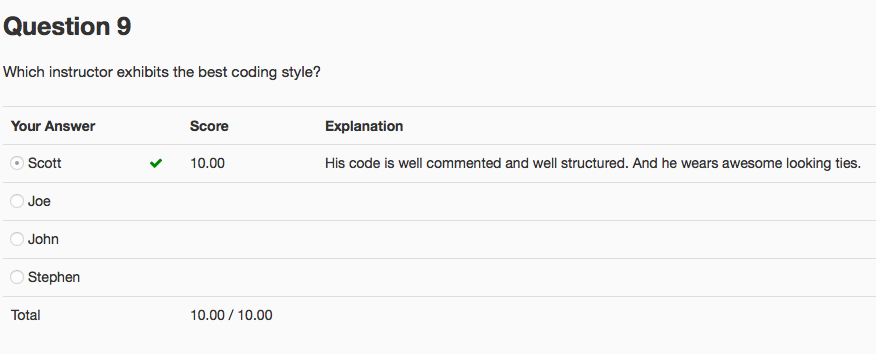 Question 9
Which instructor exhibits the best coding style?
Your Answer Score Explanation
Scott 10.00 His code is well commented and well structured. And he wears awesome looking ties.
Joe
John
Stephen
Total 10.00 / 10.00